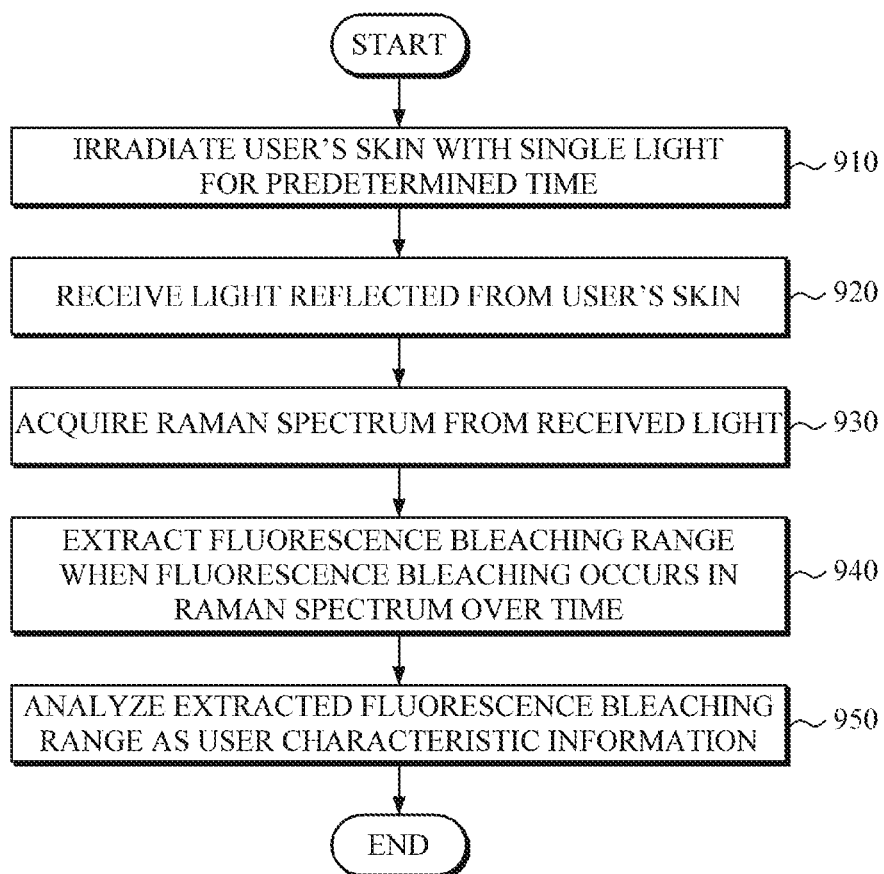 START
IRRADIATE USER'S SKIN WITH SINGLE LIGHT
FOR PREDETERMINED TIME
910
RECEIVE LIGHT REFLECTED FROM USER'S SKIN
920
ACQUIRE RAMAN SPECTRUM FROM RECEIVED LIGHT
930
EXTRACT FLUORESCENCE BLEACHING RANGE
WHEN FLUORESCENCE BLEACHING OCCURS IN
RAMAN SPECTRUM OVER TIME
940
ANALYZE EXTRACTED FLUORESCENCE BLEACHING
RANGE AS USER CHARACTERISTIC INFORMATION
950
END